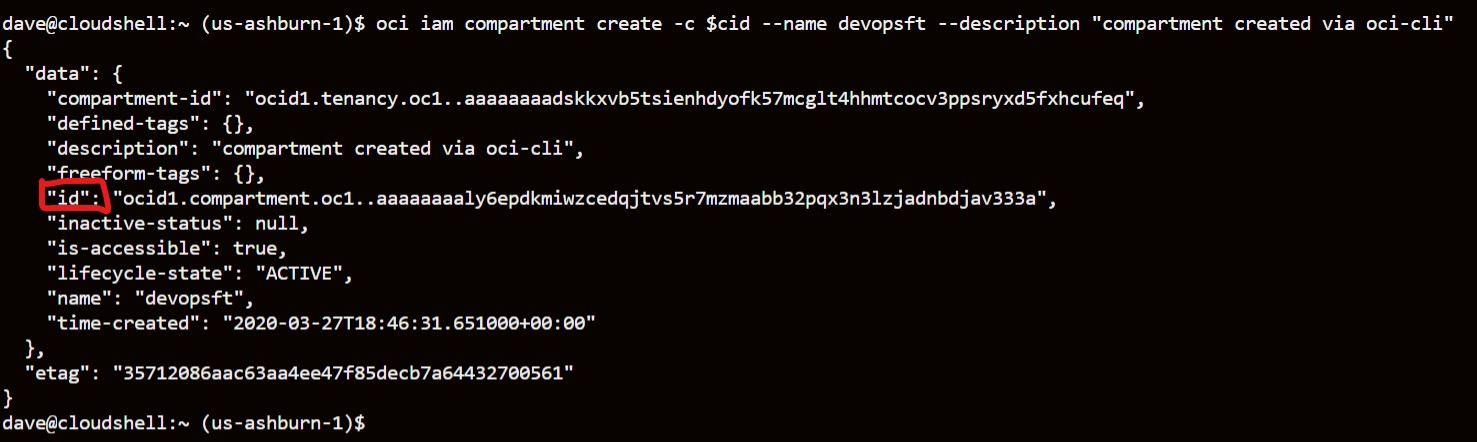 dave@cloudshell:~ (us-ashburn-1)$ oci iam compartment create -c $cid --name devopsft --description "compartment created via oci-cli"
{
  "data": {
    "compartment-id": "ocid1.tenancy.oc1..aaaaaaaadskkxvb5tsienhdyofk57mcglt4hhmtcocv3ppsryxd5fxhcufeq",
    "defined-tags": {},
    "description": "compartment created via oci-cli",
    "freeform-tags": {},
    "id": "ocid1.compartment.oc1..aaaaaaaaly6epdkmiwzcedqjtvs5r7mzmaabb32pqx3n3lzjadnbdjav333a",
    "inactive-status": null,
    "is-accessible": true,
    "lifecycle-state": "ACTIVE",
    "name": "devopsft",
    "time-created": "2020-03-27T18:46:31.651000+00:00"
  },
  "etag": "35712086aac63aa4ee47f85decb7a64432700561"
}
dave@cloudshell:~ (us-ashburn-1)$